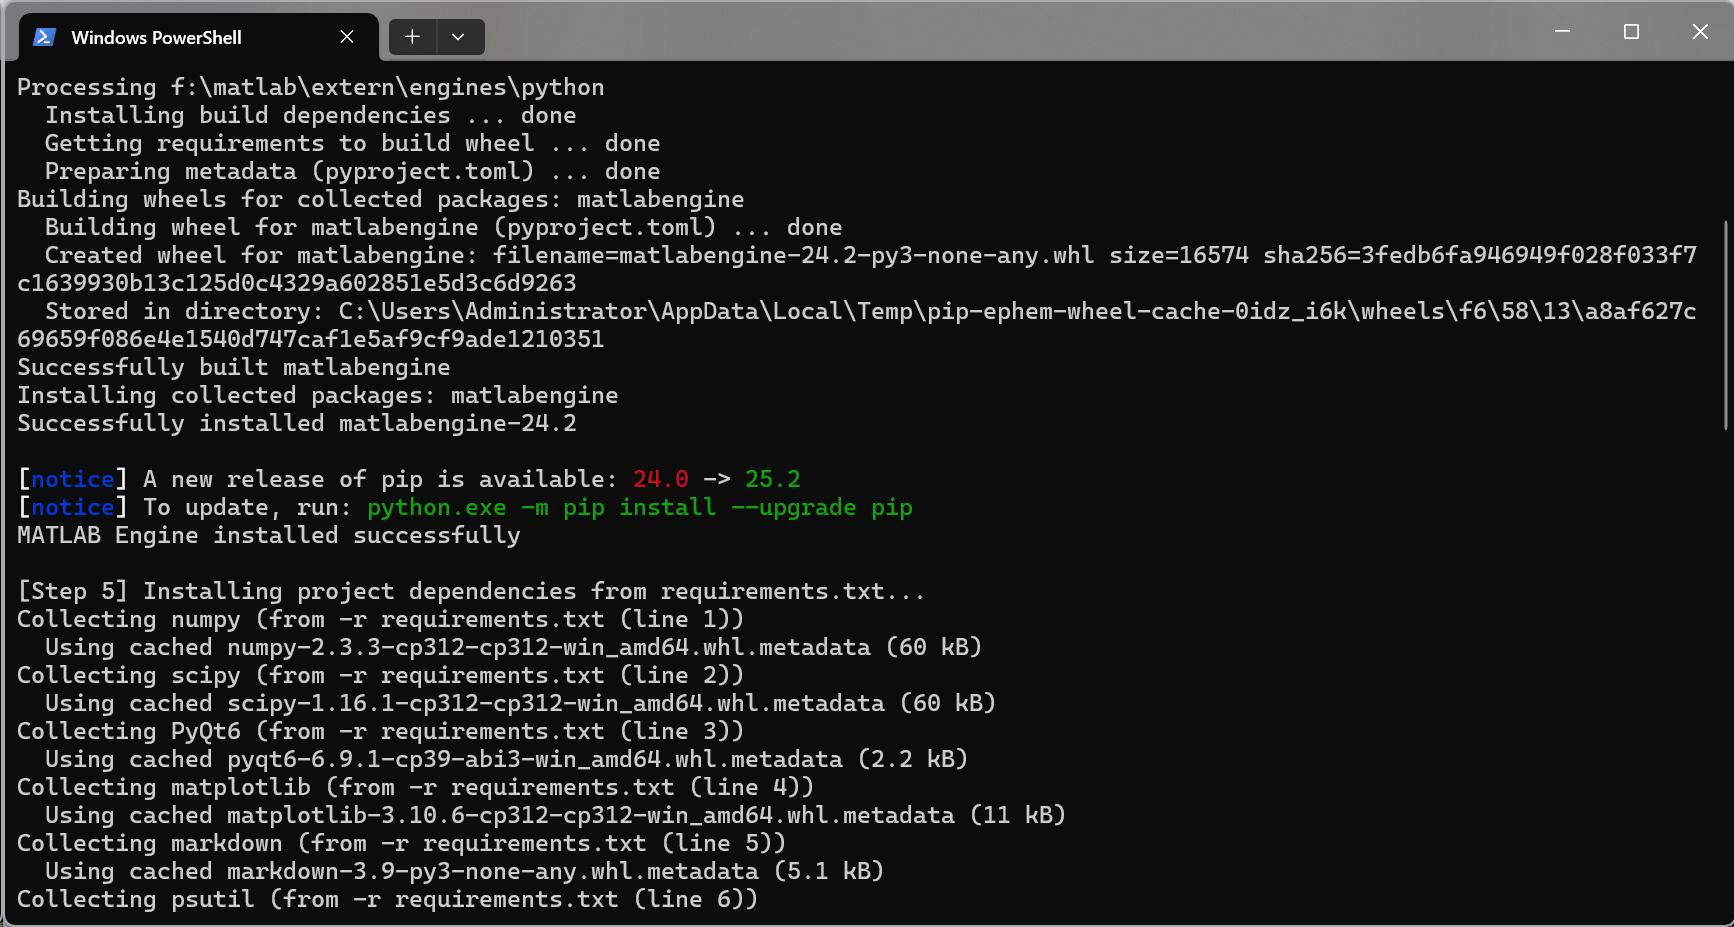 Windows PowerShell
Processing f:\matlab\extern\engines\python
  Installing build dependencies ... done
  Getting requirements to build wheel ... done
  Preparing metadata (pyproject.toml) ... done
Building wheels for collected packages: matlabengine
  Building wheel for matlabengine (pyproject.toml) ... done
  Created wheel for matlabengine: filename=matlabengine-24.2-py3-none-any.whl size=16574 sha256=3fedb6fa946949f028f033f7
c1639930b13c125d0c4329a602851e5d3c6d9263
  Stored in directory: C:\Users\Administrator\AppData\Local\Temp\pip-ephem-wheel-cache-0idz_i6k\wheels\f6\58\13\a8af627c
69659f086e4e1540d747caf1e5af9cf9ade1210351
Successfully built matlabengine
Installing collected packages: matlabengine
Successfully installed matlabengine-24.2
[notice] A new release of pip is available: 24.0 -> 25.2
[notice] To update, run: python.exe -m pip install --upgrade pip
MATLAB Engine installed successfully
[Step 5] Installing project dependencies from requirements.txt...
Collecting numpy (from -r requirements.txt (line 1))
  Using cached numpy-2.3.3-cp312-cp312-win_amd64.whl.metadata (60 kB)
Collecting scipy (from -r requirements.txt (line 2))
  Using cached scipy-1.16.1-cp312-cp312-win_amd64.whl.metadata (60 kB)
Collecting PyQt6 (from -r requirements.txt (line 3))
  Using cached pyqt6-6.9.1-cp39-abi3-win_amd64.whl.metadata (2.2 kB)
Collecting matplotlib (from -r requirements.txt (line 4))
  Using cached matplotlib-3.10.6-cp312-cp312-win_amd64.whl.metadata (11 kB)
Collecting markdown (from -r requirements.txt (line 5))
  Using cached markdown-3.9-py3-none-any.whl.metadata (5.1 kB)
Collecting psutil (from -r requirements.txt (line 6))